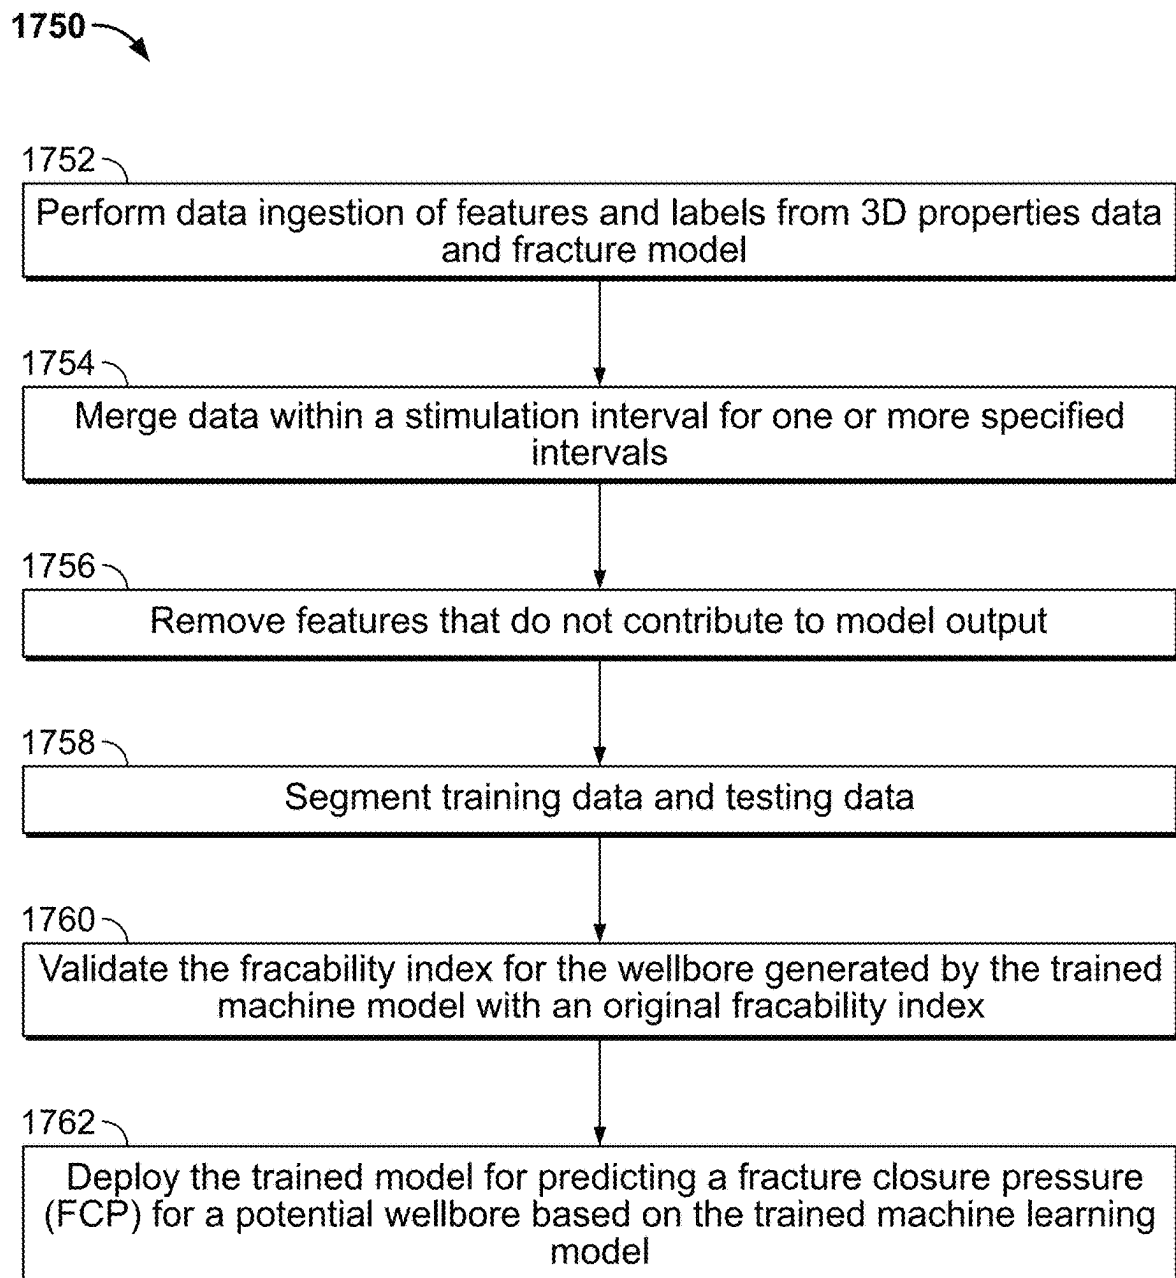 1750
1752
Perform data ingestion of features and labels from 3D properties data
and fracture model
1754
Merge data within a stimulation interval for one or more specified
intervals
1756
Remove features that do not contribute to model output
1758
Segment training data and testing data
1760
Validate the fracability index for the wellbore generated by the trained
machine model with an original fracability index
1762
Deploy the trained model for predicting a fracture closure pressure
(FCP) for a potential wellbore based on the trained machine learning
model